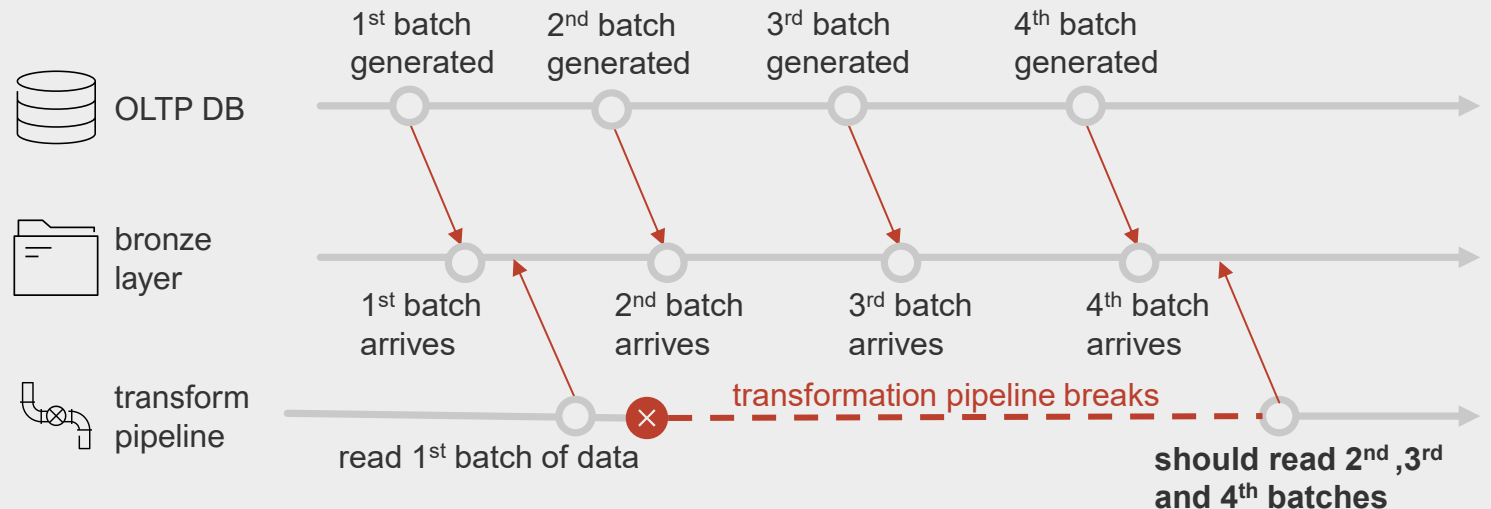 1st batch
generated
2nd batch
generated
3rd batch
generated
4th batch
generated
OLTP DB
bronze
layer
1st batch
arrives
2nd batch
arrives
3rd batch
arrives
4th batch
arrives
transform
pipeline
transformation pipeline breaks
read 1st batch of data
should read 2nd ,3rd
and 4th batches